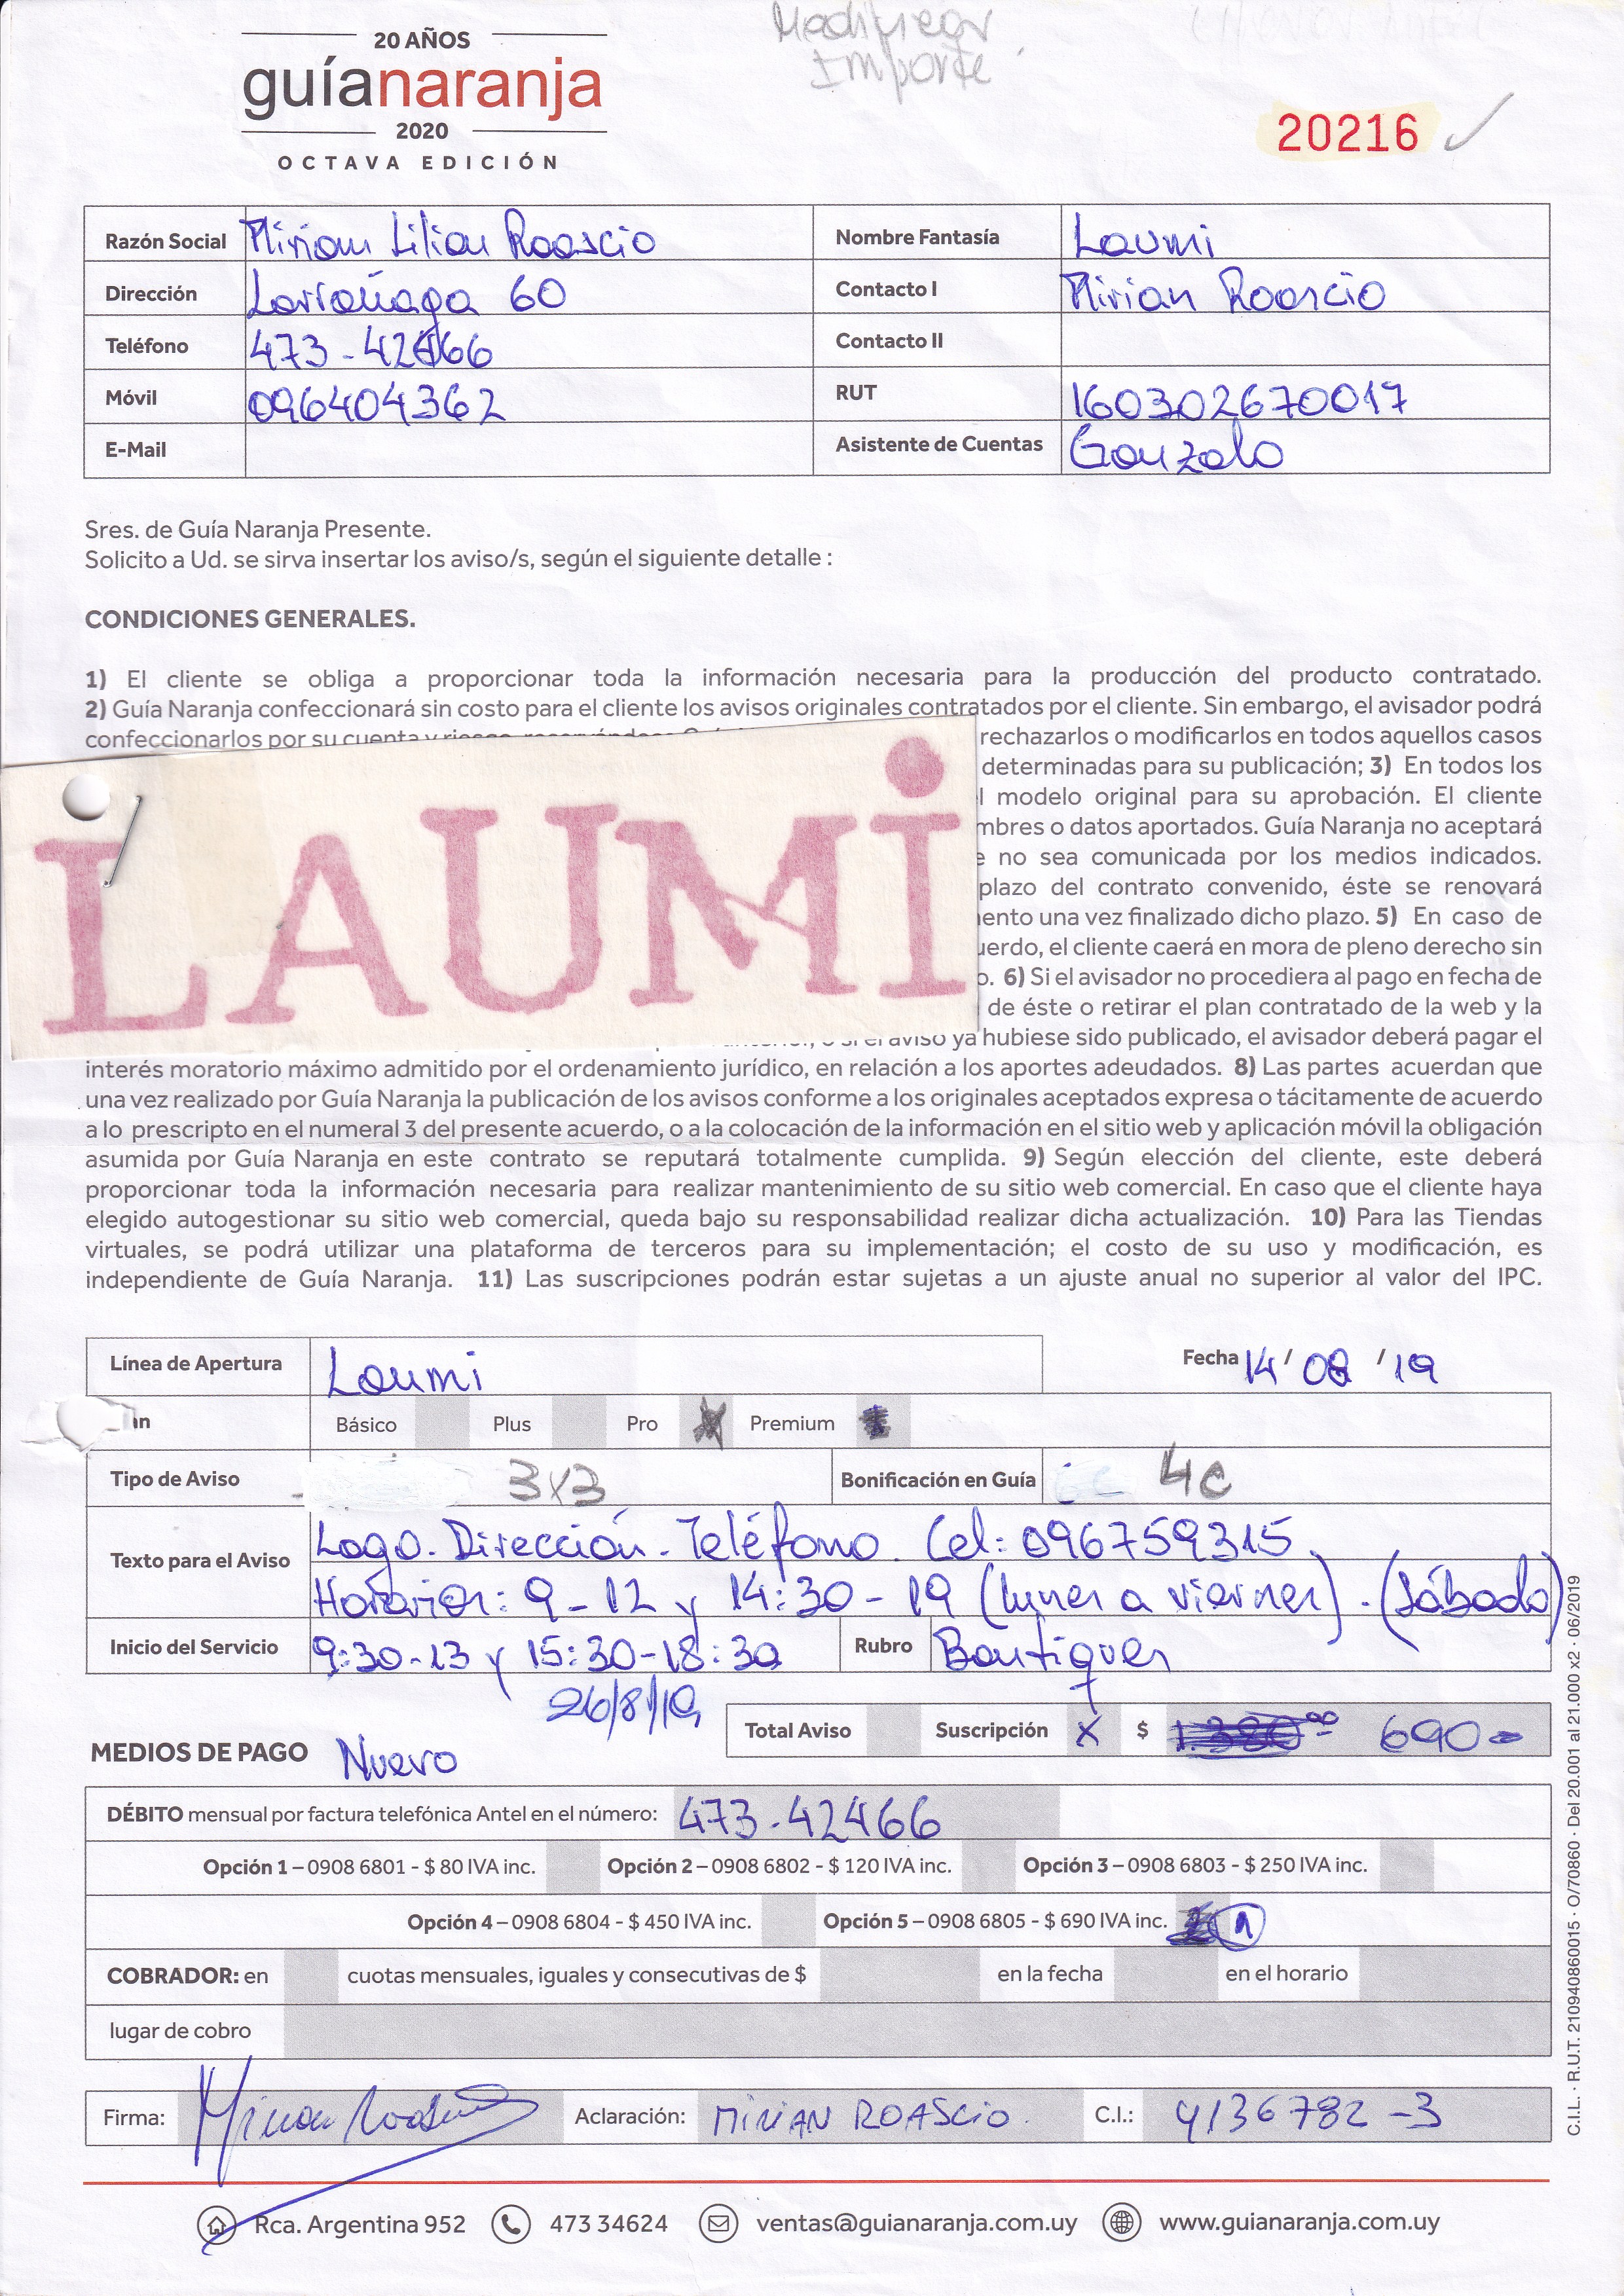 Modificar
Importe
20 AÑOS
guíanaranja
2020
OCTAVA EDICIÓN
20216
Razón Social Mirian Lilian Roascio Nombre Fantasía Laumi
Dirección Larrañaga 60 Contacto I Mirian Roascio
Teléfono 473-42466 Contacto II
Móvil 096404362 RUT 160302670017
E-Mail Asistente de Cuentas Gonzalo
Sres. de Guía Naranja Presente.
Solicito a Ud. se sirva insertar los aviso/s, según el siguiente detalle :
CONDICIONES GENERALES.
1) El cliente se obliga a proporcionar toda la información necesaria para la producción del producto contratado.
2) Guía Naranja confeccionará sin costo para el cliente los avisos originales contratados por el cliente. Sin embargo, el avisador podrá
confeccionarlos por su cuenta y riesgo, rechazarlos o modificarlos en todos aquellos casos
determinadas para su publicación; 3) En todos los
modelo original para su aprobación. El cliente
o datos aportados. Guía Naranja no aceptará
no sea comunicada por los medios indicados.
plazo del contrato convenido, éste se renovará
una vez finalizado dicho plazo. 5) En caso de
el cliente caerá en mora de pleno derecho sin
6) Si el avisador no procediera al pago en fecha de
de éste o retirar el plan contratado de la web y la
LAUMI
o si el aviso ya hubiese sido publicado, el avisador deberá pagar el
interés moratorio máximo admitido por el ordenamiento jurídico, en relación a los aportes adeudados. 8) Las partes acuerdan que
una vez realizado por Guía Naranja la publicación de los avisos conforme a los originales aceptados expresa o tácitamente de acuerdo
a lo prescripto en el numeral 3 del presente acuerdo, o a la colocación de la información en el sitio web y aplicación móvil la obligación
asumida por Guía Naranja en este contrato se reputará totalmente cumplida. 9) Según elección del cliente, este deberá
proporcionar toda la información necesaria para realizar mantenimiento de su sitio web comercial. En caso que el cliente haya
elegido autogestionar su sitio web comercial, queda bajo su responsabilidad realizar dicha actualización. 10) Para las Tiendas
virtuales, se podrá utilizar una plataforma de terceros para su implementación; el costo de su uso y modificación, es
independiente de Guía Naranja. 11) Las suscripciones podrán estar sujetas a un ajuste anual no superior al valor del IPC.
Línea de Apertura Laumi Fecha 14/ 08 /19
Básico Plus Pro X Premium
Tipo de Aviso 3x3 Bonificación en Guía 4c
Texto para el Aviso Logo. Dirección. Teléfono. Cel: 096759315
Horarios: 9-12 y 14:30-19 (lunes a viernes). (Sábado)
Inicio del Servicio 9:30-13 y 15:30-18:30 Rubro Boutiques
26/8/19
Total Aviso Suscripción X $ 1.380⁰⁰ 690
MEDIOS DE PAGO Nuevo
DÉBITO mensual por factura telefónica Antel en el número: 473-42466
Opción 1 – 0908 6801 - $ 80 IVA inc. Opción 2 – 0908 6802 - $ 120 IVA inc. Opción 3 – 0908 6803 - $ 250 IVA inc.
Opción 4 – 0908 6804 - $ 450 IVA inc. Opción 5 – 0908 6805 - $ 690 IVA inc. 1
COBRADOR: en cuotas mensuales, iguales y consecutivas de $ en la fecha en el horario
lugar de cobro
Firma: Mirian Roascio Aclaración: MIRIAN ROASCIO. C.I.: 4136782-3
Rca. Argentina 952 473 34624 ventas@guianaranja.com.uy www.guianaranja.com.uy
C.I.L. · R.U.T. 210940860015 · O/70860 · Del 20.001 al 21.000 x2 · 06/2019